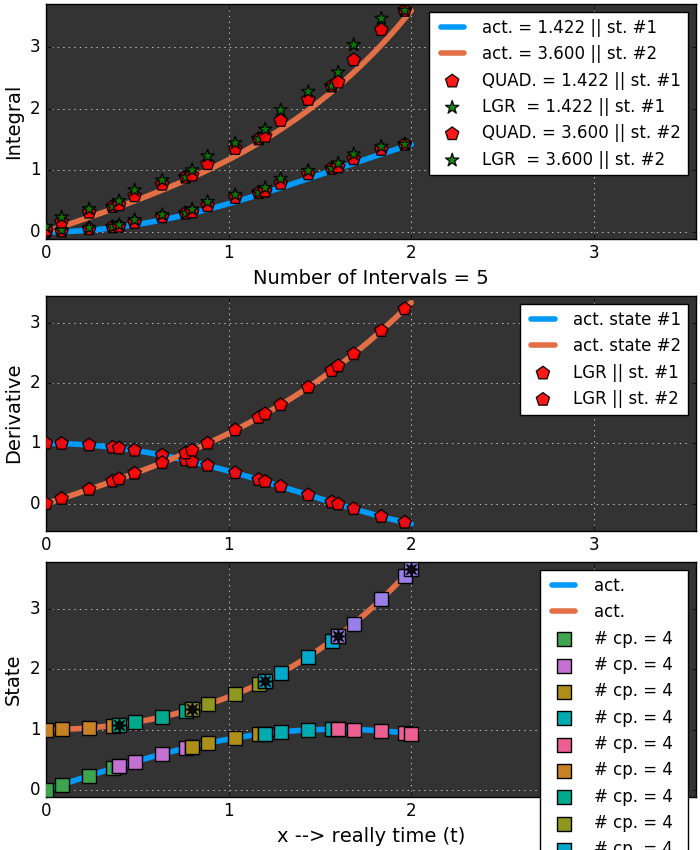 Integral
3
2
1
0
act. = 1.422 || st. #1
act. = 3.600 || st. #2
QUAD. = 1.422 || st. #1
LGR  = 1.422 || st. #1
QUAD. = 3.600 || st. #2
LGR  = 3.600 || st. #2
0 1 2 3
Number of Intervals = 5
Derivative
3
2
1
0
act. state #1
act. state #2
LGR || st. #1
LGR || st. #2
0 1 2 3
State
3
2
1
0
act.
act.
# cp. = 4
# cp. = 4
# cp. = 4
# cp. = 4
# cp. = 4
# cp. = 4
# cp. = 4
# cp. = 4
# cp. = 4
0 1 2
x --> really time (t)